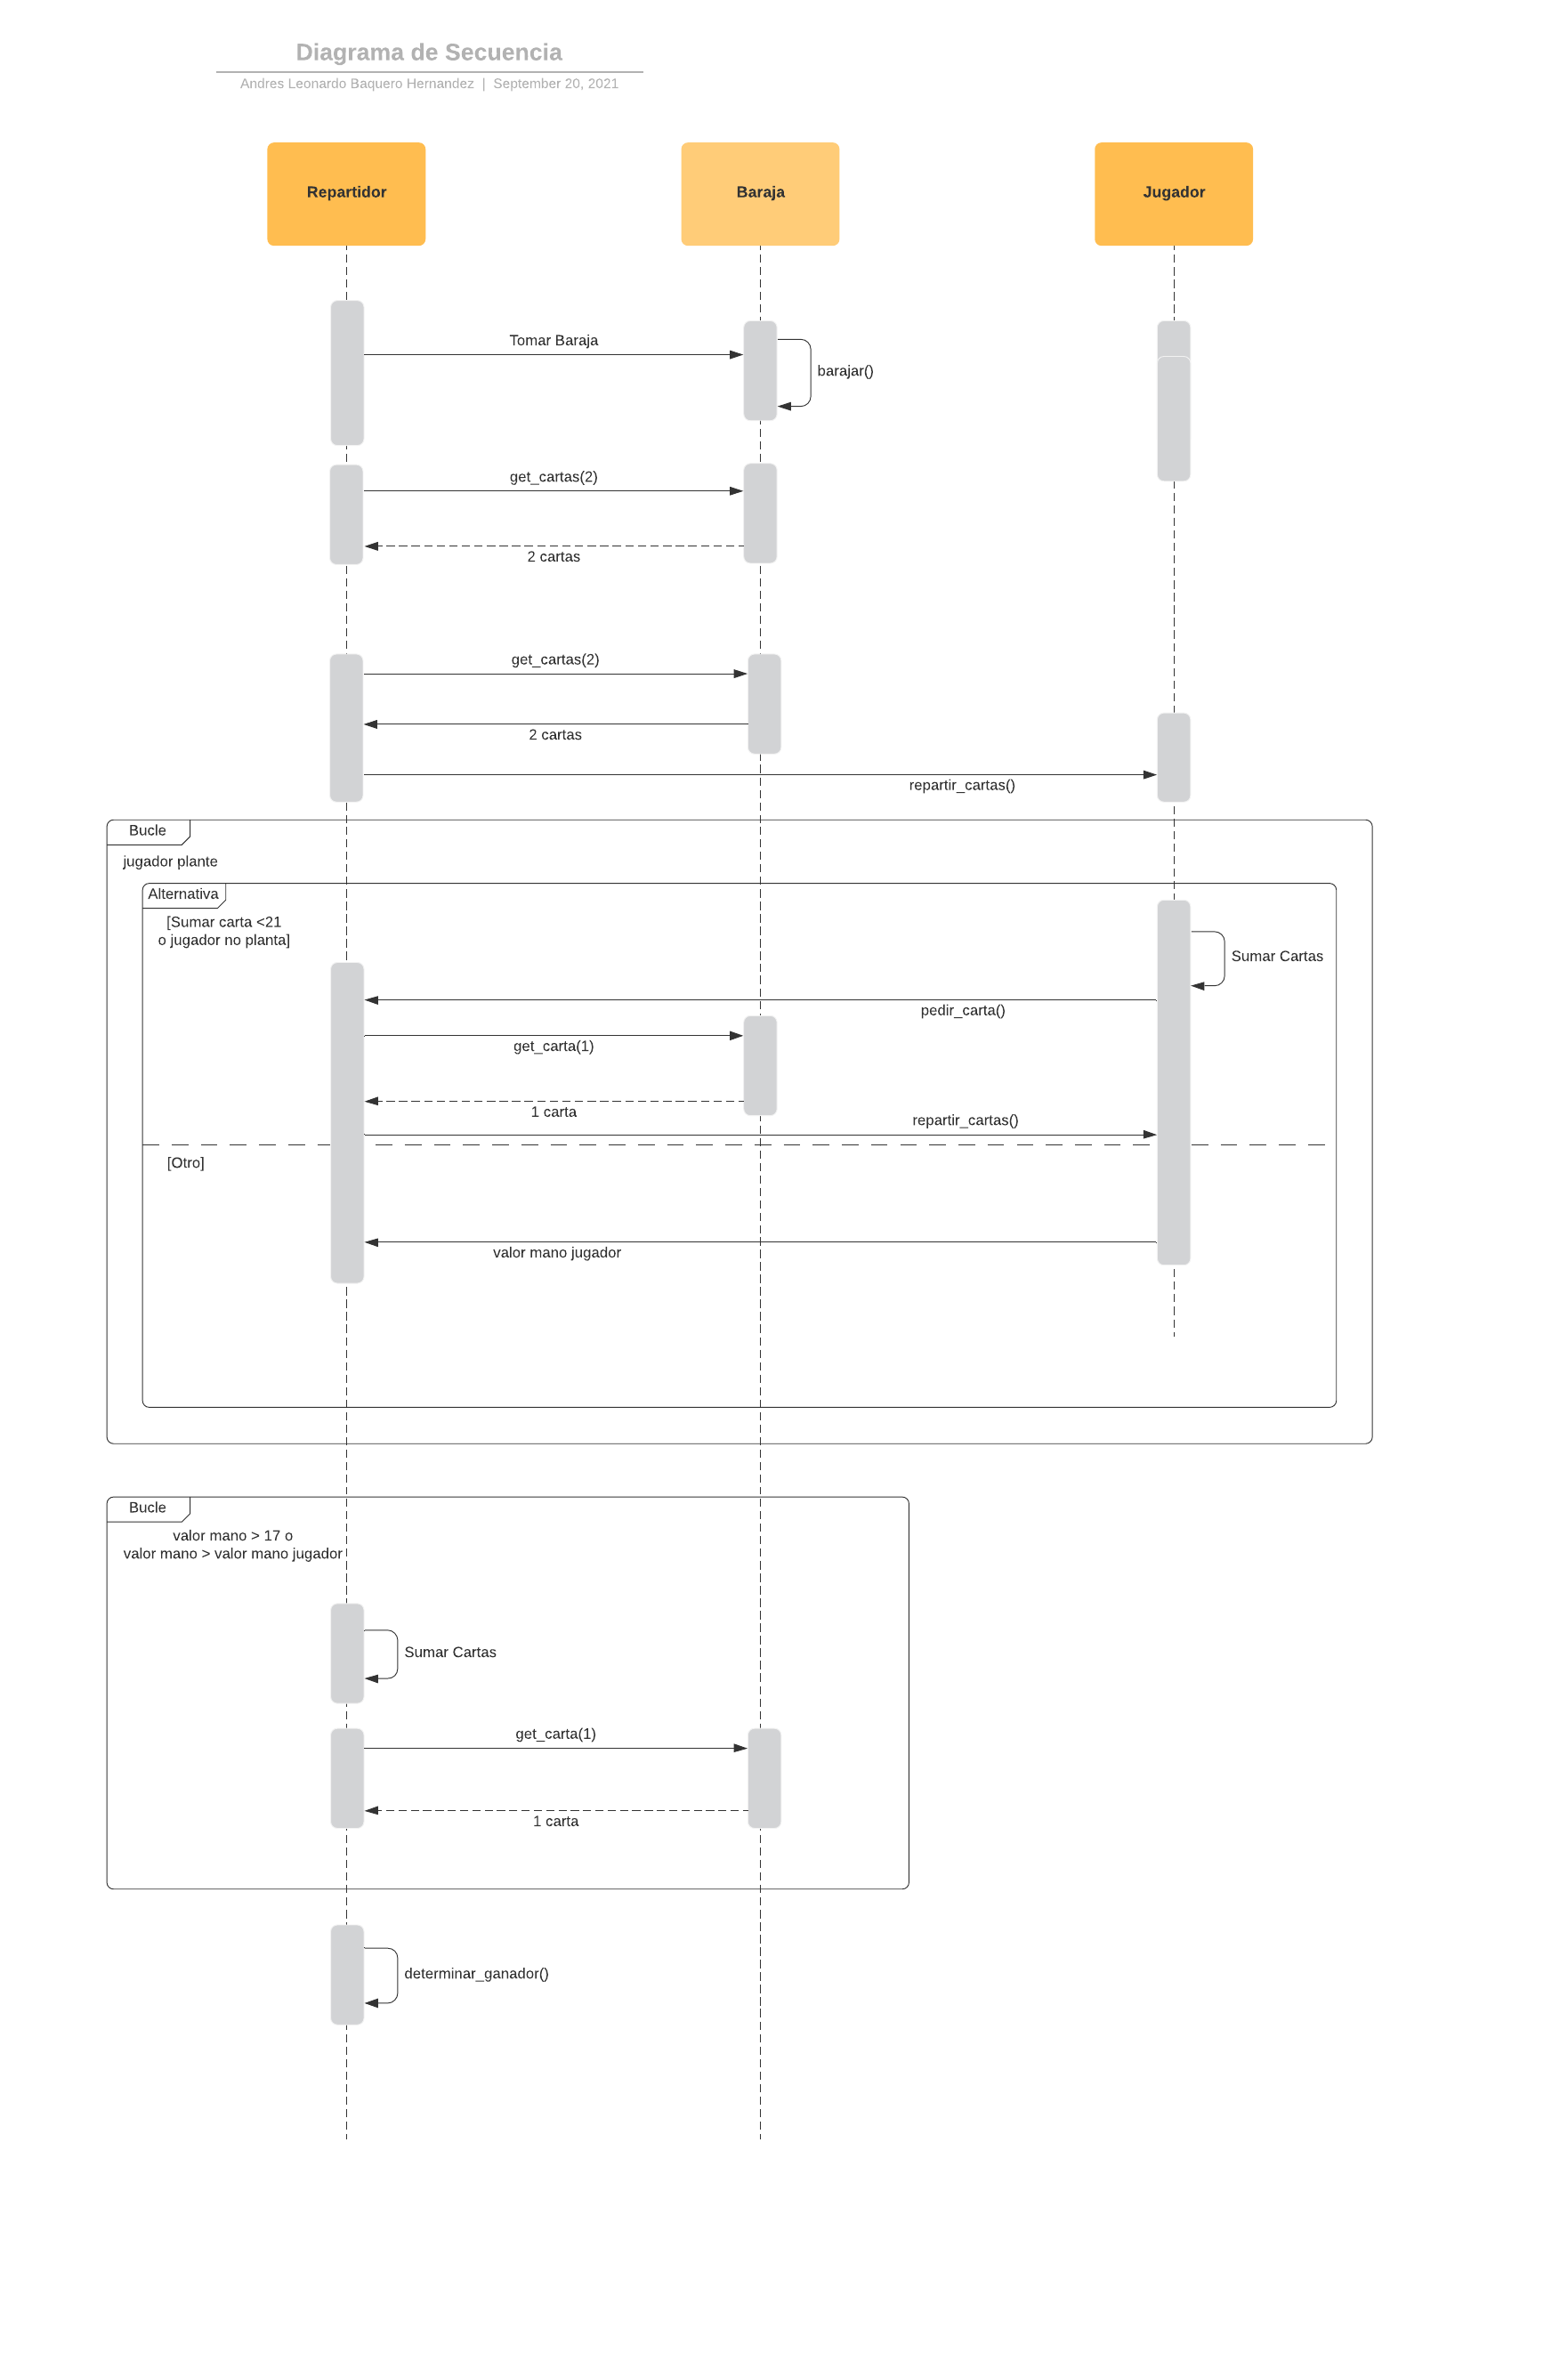 Diagrama de Secuencia
Andres Leonardo Baquero Hernandez | September 20, 2021
Repartidor
Baraja
Jugador
Tomar Baraja
barajar()
get_cartas(2)
2 cartas
get_cartas(2)
2 cartas
repartir_cartas()
Bucle
jugador plante
Alternativa
[Sumar carta <21
o jugador no planta]
Sumar Cartas
pedir_carta()
get_carta(1)
1 carta
repartir_cartas()
[Otro]
valor mano jugador
Bucle
valor mano > 17 o
valor mano > valor mano jugador
Sumar Cartas
get_carta(1)
1 carta
determinar_ganador()